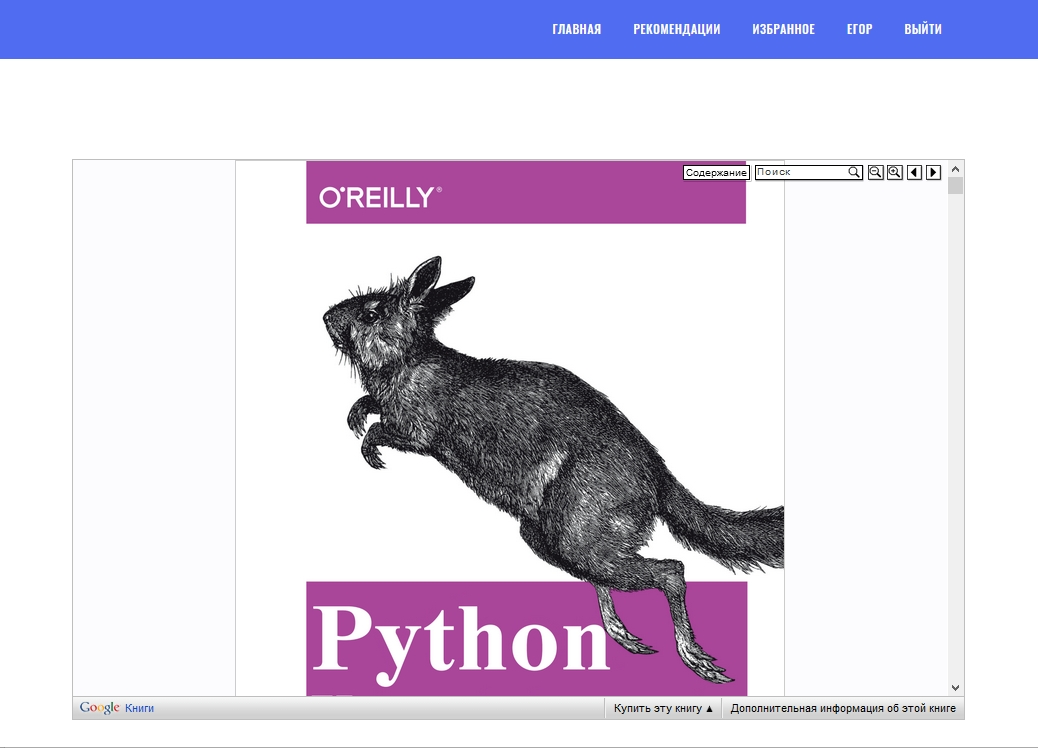 ГЛАВНАЯ РЕКОМЕНДАЦИИ ИЗБРАННОЕ ЕГОР ВЫЙТИ
Содержание Поиск
O'REILLY®
Python
Google Книги Купить эту книгу ▲ Дополнительная информация об этой книге